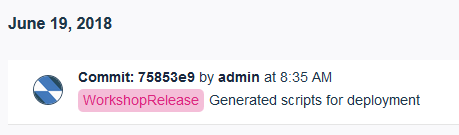 June 19, 2018
Commit: 75853e9 by admin at 8:35 AM
WorkshopRelease Generated scripts for deployment